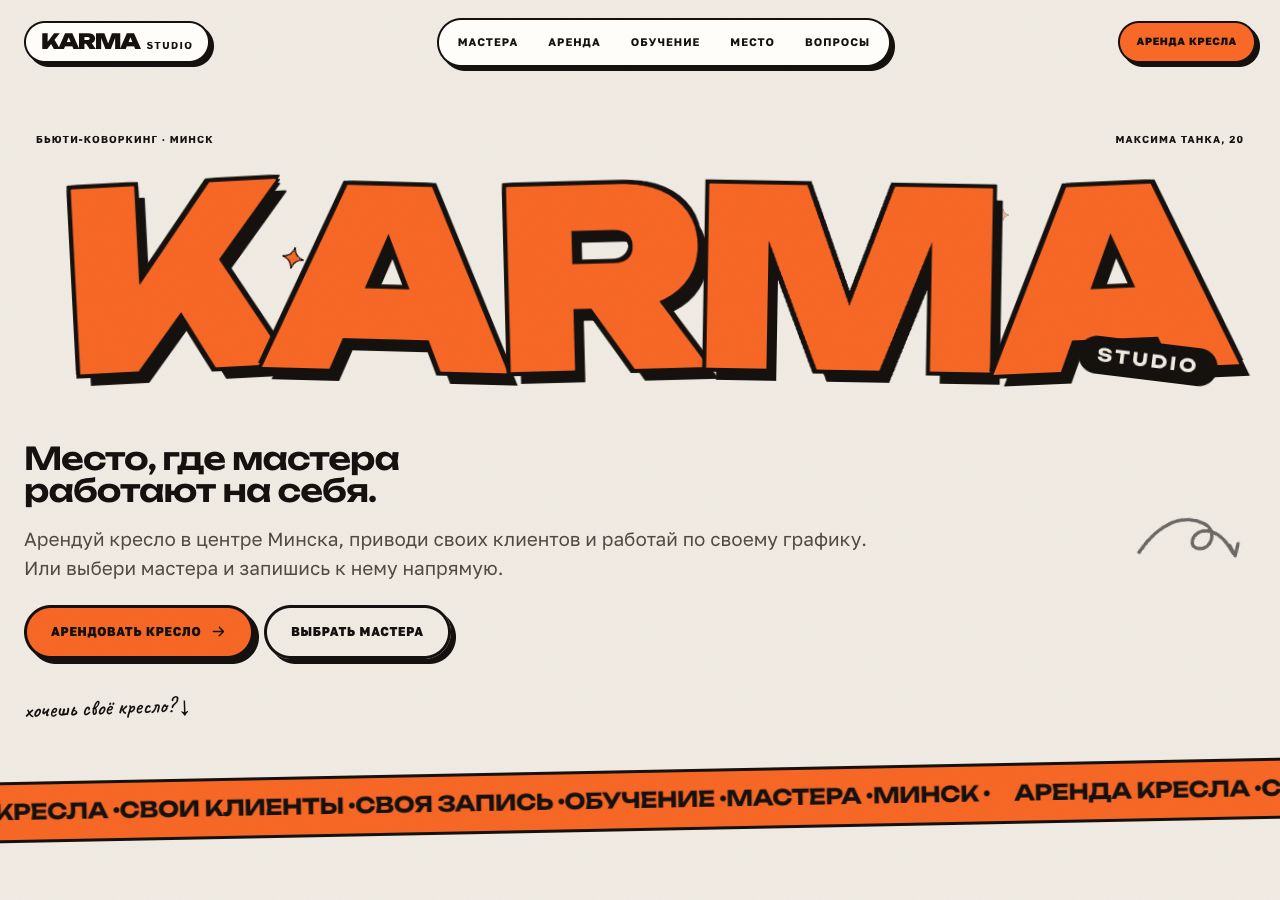 KARMA STUDIO
МАСТЕРА АРЕНДА ОБУЧЕНИЕ МЕСТО ВОПРОСЫ
АРЕНДА КРЕСЛА
БЬЮТИ-КОВОРКИНГ · МИНСК
МАКСИМА ТАНКА, 20
KARMA
STUDIO
Место, где мастера
работают на себя.
Арендуй кресло в центре Минска, приводи своих клиентов и работай по своему графику.
Или выбери мастера и запишись к нему напрямую.
АРЕНДОВАТЬ КРЕСЛО →
ВЫБРАТЬ МАСТЕРА
хочешь своё кресло? ↓
КРЕСЛА •СВОИ КЛИЕНТЫ •СВОЯ ЗАПИСЬ •ОБУЧЕНИЕ •МАСТЕРА •МИНСК • АРЕНДА КРЕСЛА •С